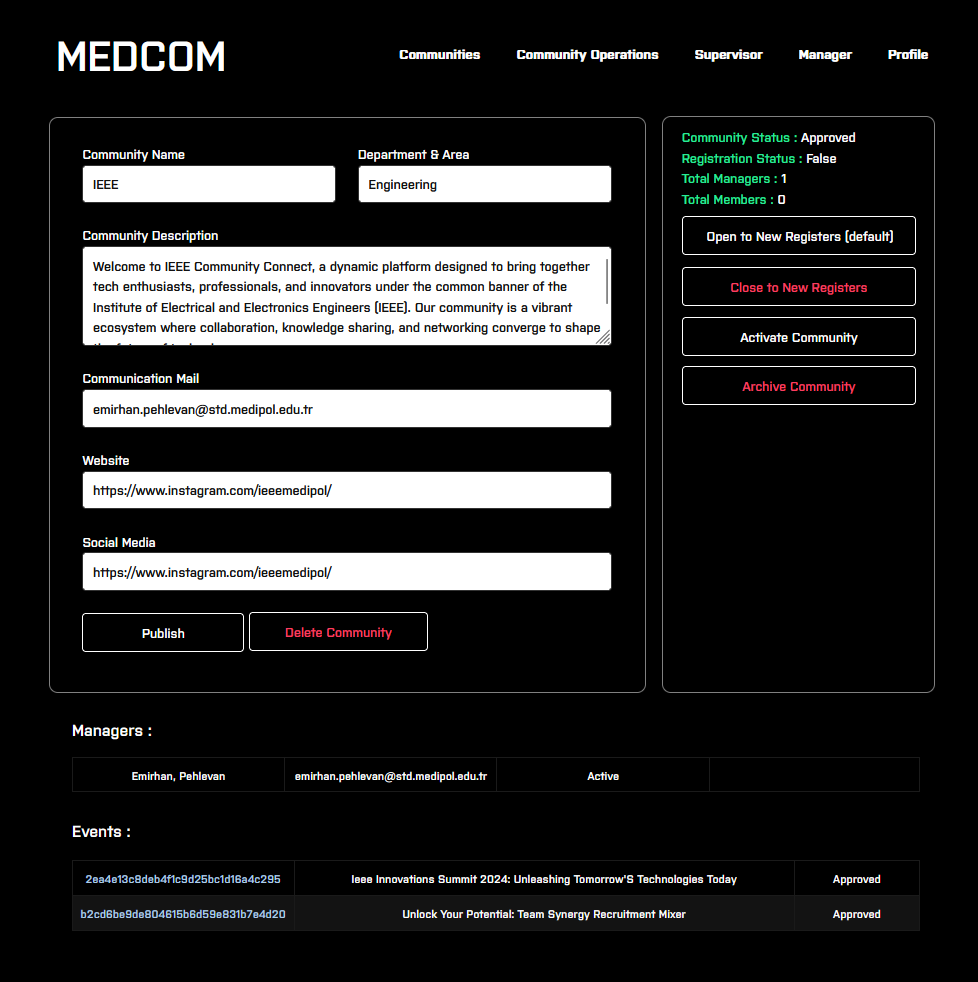 MEDCOM
Communities Community Operations Supervisor Manager Profile
Community Name
IEEE
Department & Area
Engineering
Community Description
Welcome to IEEE Community Connect, a dynamic platform designed to bring together
tech enthusiasts, professionals, and innovators under the common banner of the
Institute of Electrical and Electronics Engineers (IEEE). Our community is a vibrant
ecosystem where collaboration, knowledge sharing, and networking converge to shape
Communication Mail
emirhan.pehlevan@std.medipol.edu.tr
Website
https://www.instagram.com/ieeemedipol/
Social Media
https://www.instagram.com/ieeemedipol/
Publish Delete Community
Community Status : Approved
Registration Status : False
Total Managers : 1
Total Members : 0
Open to New Registers (default)
Close to New Registers
Activate Community
Archive Community
Managers :
Emirhan, Pehlevan emirhan.pehlevan@std.medipol.edu.tr Active
Events :
2ea4e13c8deb4f1c9d25bc1d16a4c295 Ieee Innovations Summit 2024: Unleashing Tomorrow'S Technologies Today Approved
b2cd6be9de804615b6d59e831b7e4d20 Unlock Your Potential: Team Synergy Recruitment Mixer Approved